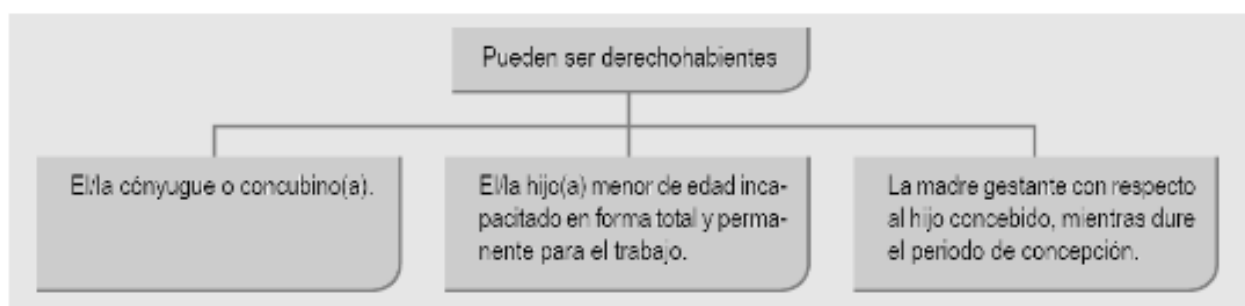 Pueden ser derechohabientes
El/la cónyugue o concubino(a).
El/la hijo(a) menor de edad inca-
pacitado en forma total y perma-
nente para el trabajo.
La madre gestante con respecto
al hijo concebido, mientras dure
el periodo de concepción.